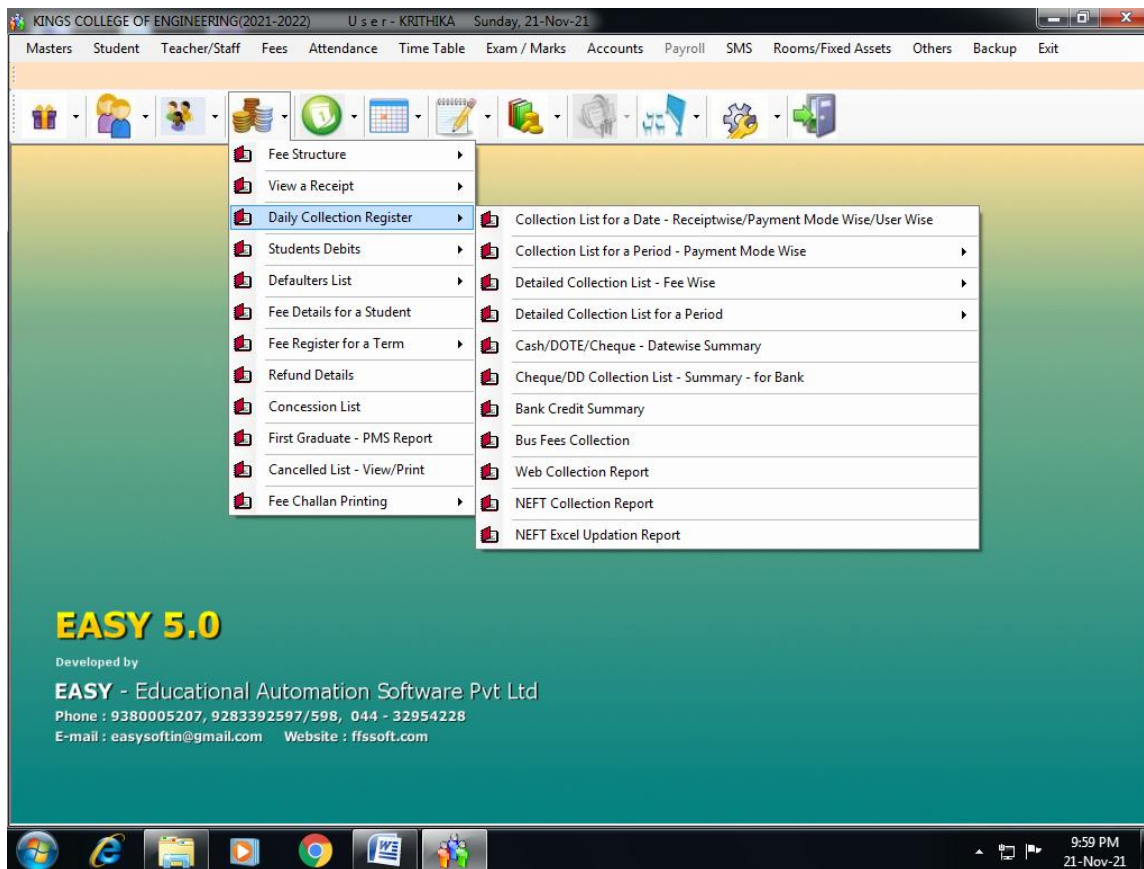 KINGS COLLEGE OF ENGINEERING(2021-2022) U s e r - KRITHIKA Sunday, 21-Nov-21
Masters Student Teacher/Staff Fees Attendance Time Table Exam / Marks Accounts Payroll SMS Rooms/Fixed Assets Others Backup Exit
Fee Structure
View a Receipt
Daily Collection Register
Students Debits
Defaulters List
Fee Details for a Student
Fee Register for a Term
Refund Details
Concession List
First Graduate - PMS Report
Cancelled List - View/Print
Fee Challan Printing
Collection List for a Date - Receiptwise/Payment Mode Wise/User Wise
Collection List for a Period - Payment Mode Wise
Detailed Collection List - Fee Wise
Detailed Collection List for a Period
Cash/DOTE/Cheque - Datewise Summary
Cheque/DD Collection List - Summary - for Bank
Bank Credit Summary
Bus Fees Collection
Web Collection Report
NEFT Collection Report
NEFT Excel Updation Report
EASY 5.0
Developed by
EASY - Educational Automation Software Pvt Ltd
Phone : 9380005207, 9283392597/598, 044 - 32954228
E-mail : easysoftin@gmail.com Website : ffssoft.com
9:59 PM
21-Nov-21